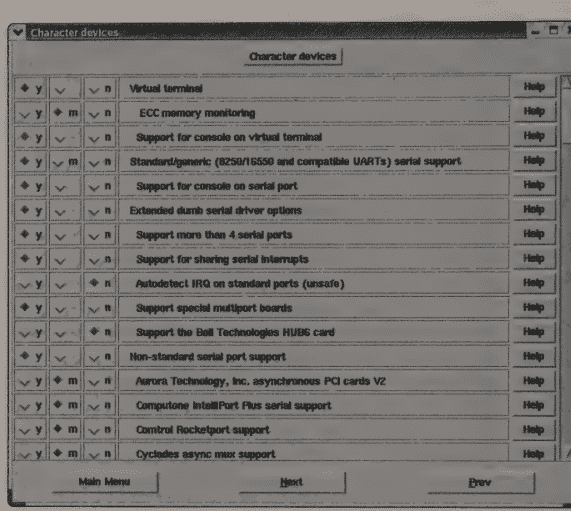 Character devices
Character devices
y n Virtual terminal Help
y m n ECC memory monitoring Help
y n Support for console on virtual terminal Help
y m n Standard/generic (8250/16550 and compatible UARTs) serial support Help
y n Support for console on serial port Help
y n Extended dumb serial driver options Help
y n Support more than 4 serial ports Help
y n Support for sharing serial interrupts Help
y n Autodetect IRQ on standard ports (unsafe) Help
y n Support special multiport boards Help
y n Support the Bell Technologies HUB6 card Help
y n Non-standard serial port support Help
y m n Aurora Technology, Inc. asynchronous PCI cards V2 Help
y m n Computone IntelliPort Plus serial support Help
y m n Comtrol Rocketport support Help
y m n Cyclades async mux support Help
Main Menu Next Prev